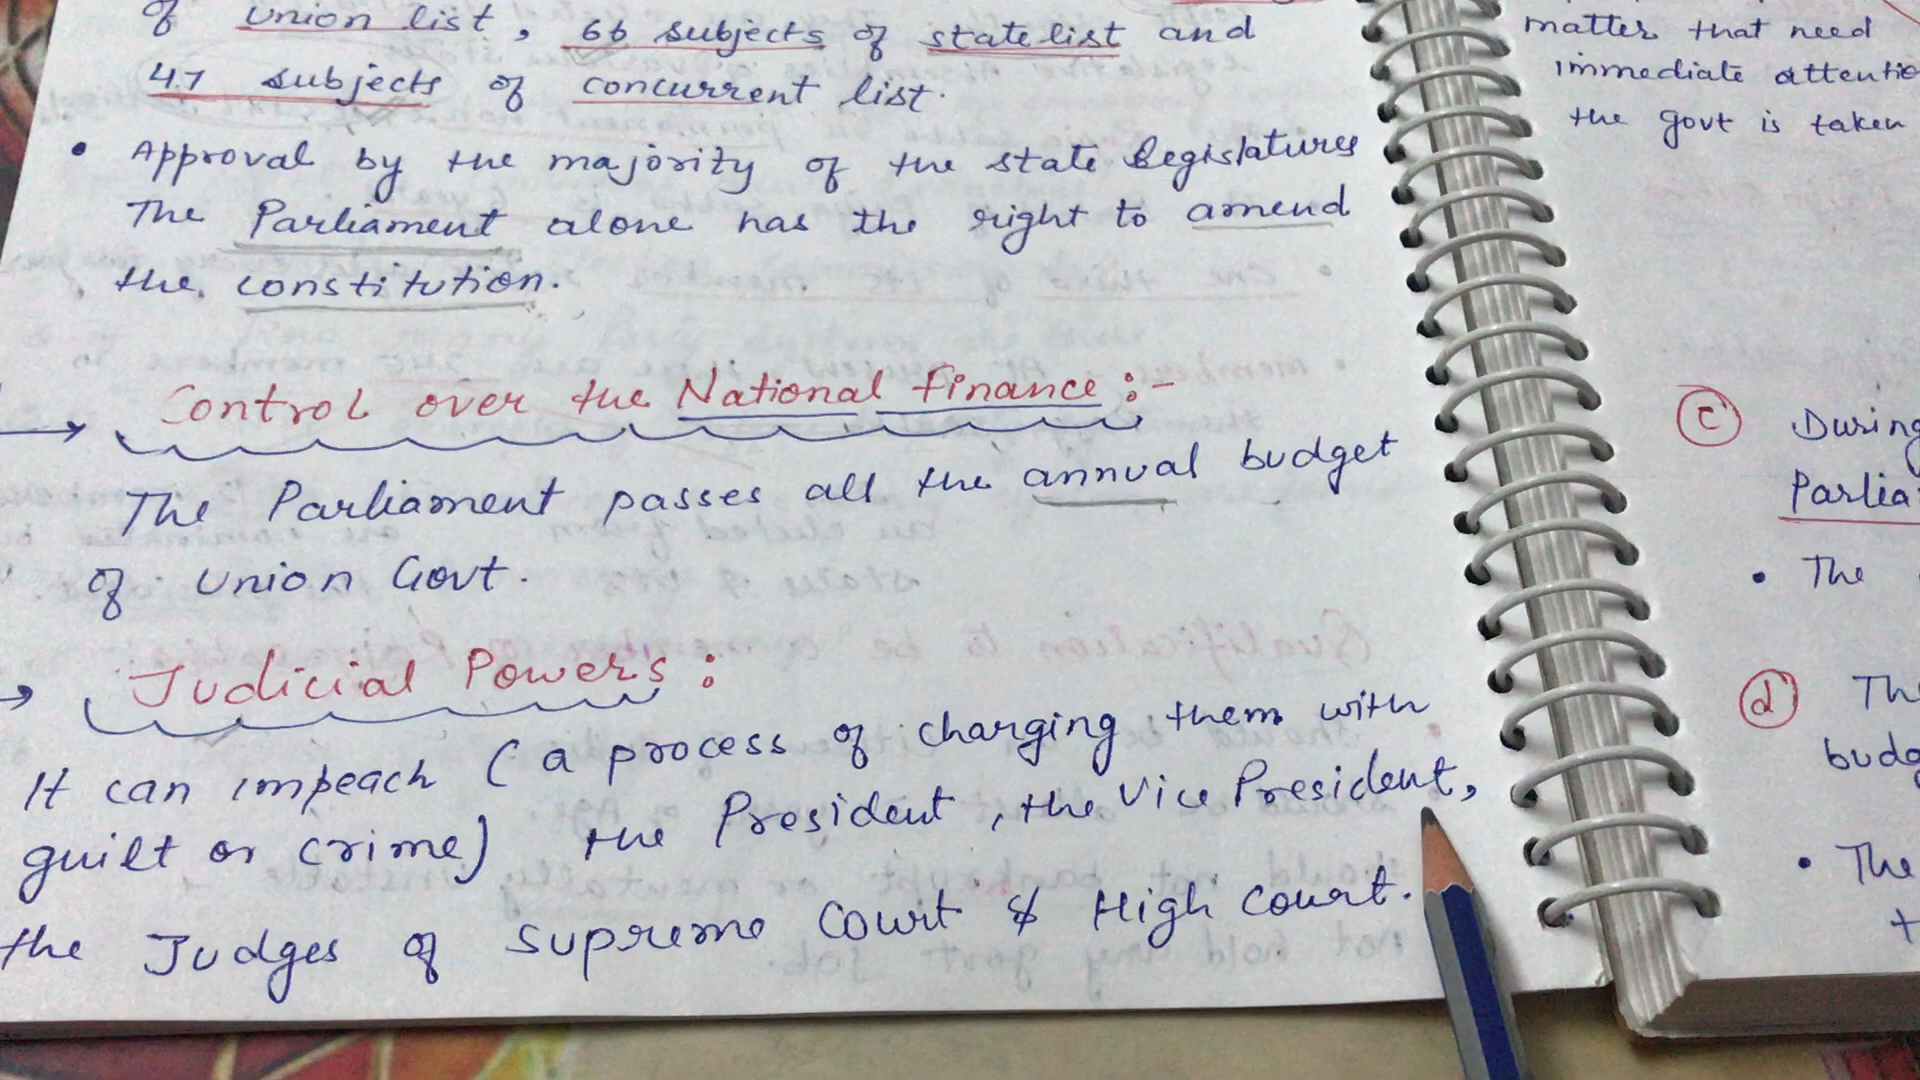 of Union list, 66 subjects of state list and
47 subjects of concurrent list.
• Approval by the majority of the state Legislatures
The Parliament alone has the right to amend
the constitution.
→ Control over the National Finance :-
The Parliament passes all the annual budget
of Union Govt.
→ Judicial Powers :
It can impeach (a process of charging them with
guilt or crime) the President, the Vice President,
the Judges of supreme Court & High Court.
matter that need
immediate attentio
the govt is taken
(c) During
Parlia
• The
(d) Th
budg
• The